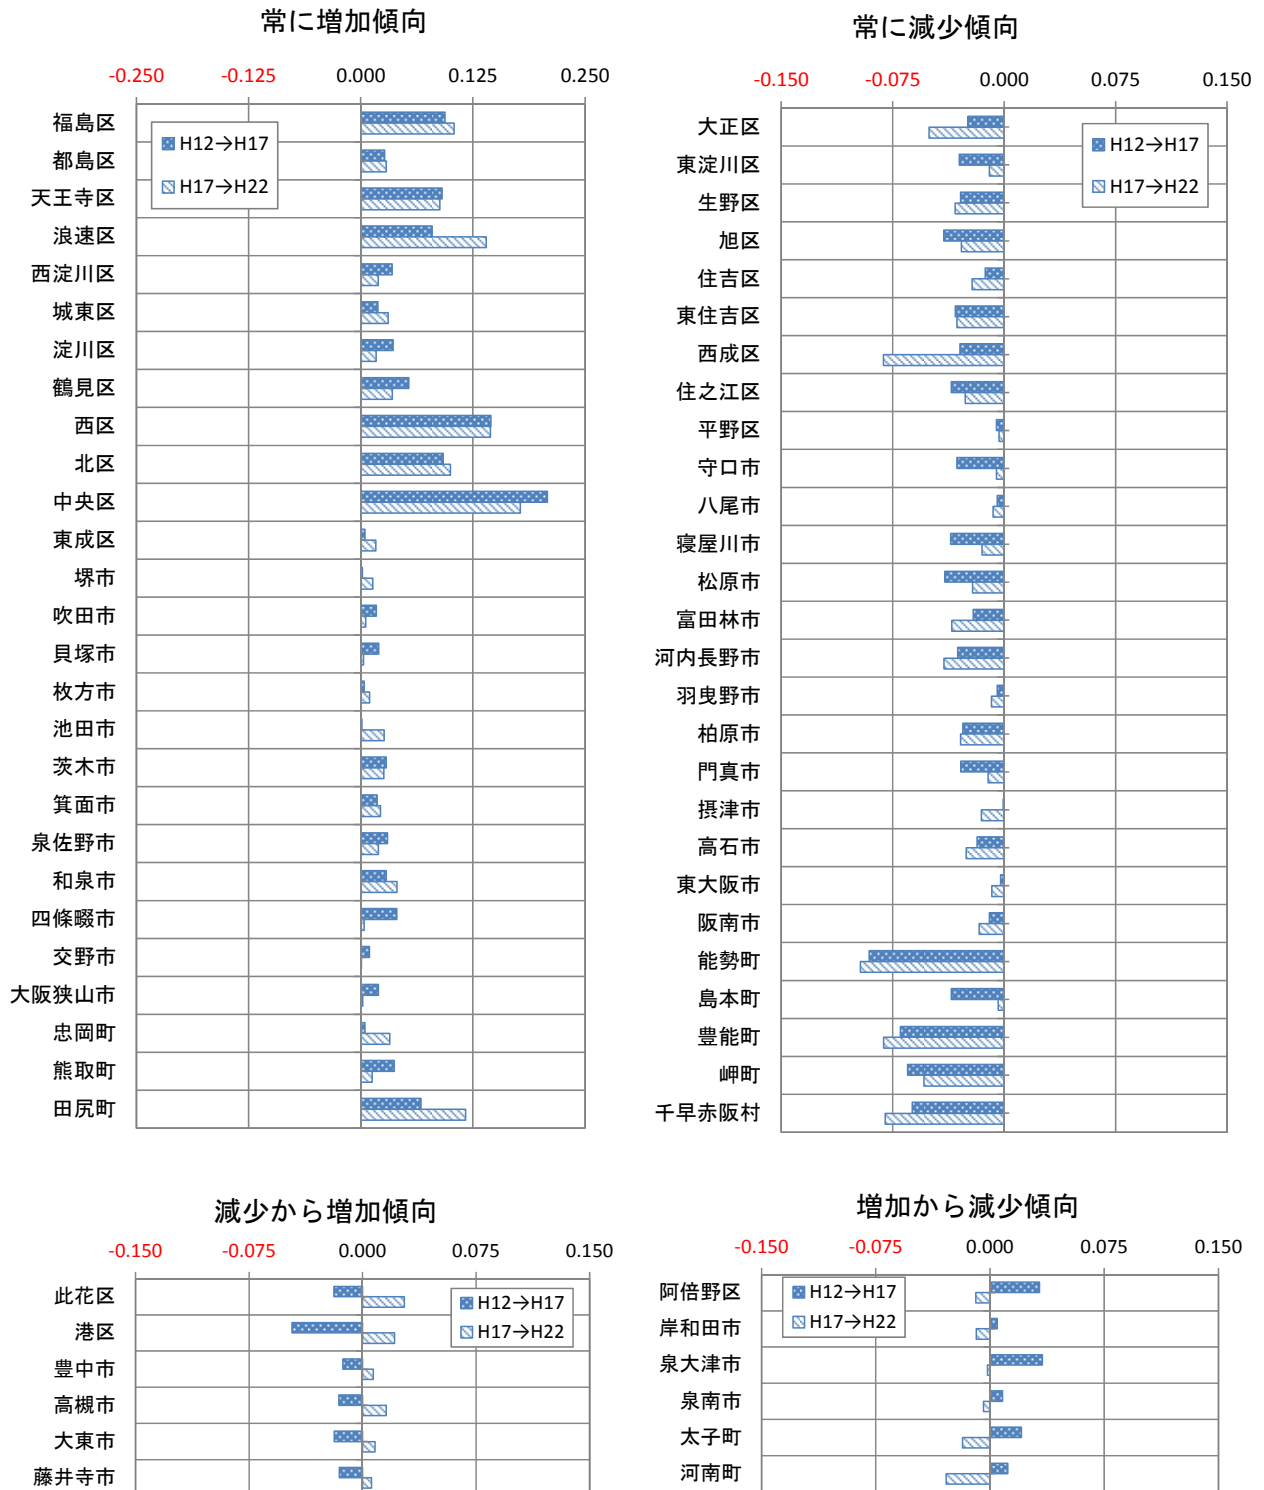 常に増加傾向
-0.250 -0.125 0.000 0.125 0.250
H12→H17
H17→H22
福島区
都島区
天王寺区
浪速区
西淀川区
城東区
淀川区
鶴見区
西区
北区
中央区
東成区
堺市
吹田市
貝塚市
枚方市
池田市
茨木市
箕面市
泉佐野市
和泉市
四條畷市
交野市
大阪狭山市
忠岡町
熊取町
田尻町
常に減少傾向
-0.150 -0.075 0.000 0.075 0.150
H12→H17
H17→H22
大正区
東淀川区
生野区
旭区
住吉区
東住吉区
西成区
住之江区
平野区
守口市
八尾市
寝屋川市
松原市
富田林市
河内長野市
羽曳野市
柏原市
門真市
摂津市
高石市
東大阪市
阪南市
能勢町
島本町
豊能町
岬町
千早赤阪村
減少から増加傾向
-0.150 -0.075 0.000 0.075 0.150
H12→H17
H17→H22
此花区
港区
豊中市
高槻市
大東市
藤井寺市
増加から減少傾向
-0.150 -0.075 0.000 0.075 0.150
H12→H17
H17→H22
阿倍野区
岸和田市
泉大津市
泉南市
太子町
河南町